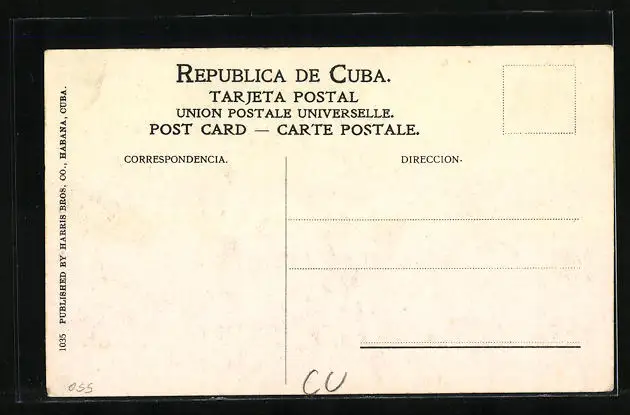 REPUBLICA DE CUBA.
TARJETA POSTAL
UNION POSTALE UNIVERSELLE.
POST CARD — CARTE POSTALE.
CORRESPONDENCIA.
DIRECCION.
1035 PUBLISHED BY HARRIS BROS, CO., HABANA, CUBA.
055
CU